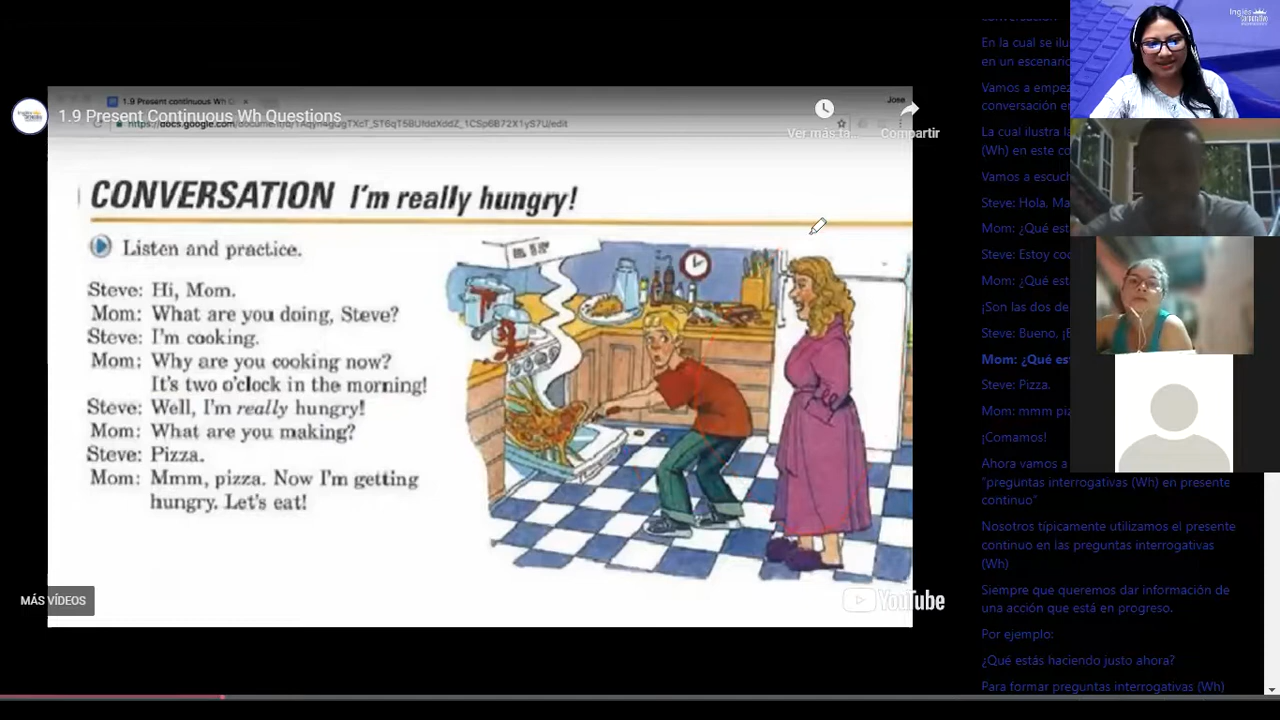 1.9 Present Continuous Wh Questions
Jose
Ver más ta...
Compartir
CONVERSATION I'm really hungry!
Listen and practice.
Steve: Hi, Mom.
Mom: What are you doing, Steve?
Steve: I'm cooking.
Mom: Why are you cooking now?
It's two o'clock in the morning!
Steve: Well, I'm really hungry!
Mom: What are you making?
Steve: Pizza.
Mom: Mmm, pizza. Now I'm getting
hungry. Let's eat!
MÁS VÍDEOS
YouTube
Inglés
conversación
En la cual se ilu
en un escenario
Vamos a empe
conversación e
La cual ilustra l
(Wh) en este co
Vamos a escuch
Steve: Hola, Ma
Mom: ¿Qué est
Steve: Estoy co
Mom: ¿Qué est
¡Son las dos de
Steve: Bueno, ¡E
Mom: ¿Qué es
Steve: Pizza.
Mom: mmm piz
¡Comamos!
Ahora vamos a
"preguntas interrogativas (Wh) en presente
continuo"
Nosotros típicamente utilizamos el presente
continuo en las preguntas interrogativas
(Wh)
Siempre que queremos dar información de
una acción que está en progreso.
Por ejemplo:
¿Qué estás haciendo justo ahora?
Para formar preguntas interrogativas (Wh)